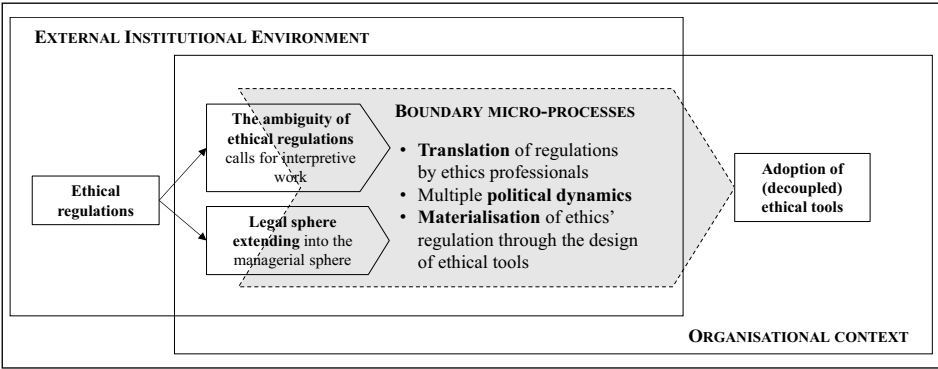 EXTERNAL INSTITUTIONAL ENVIRONMENT
The ambiguity of
ethical regulations
calls for interpretive
work
Ethical
regulations
Legal sphere
extending into the
managerial sphere
BOUNDARY MICRO-PROCESSES
• Translation of regulations
by ethics professionals
• Multiple political dynamics
• Materialisation of ethics'
regulation through the design
of ethical tools
Adoption of
(decoupled)
ethical tools
ORGANISATIONAL CONTEXT